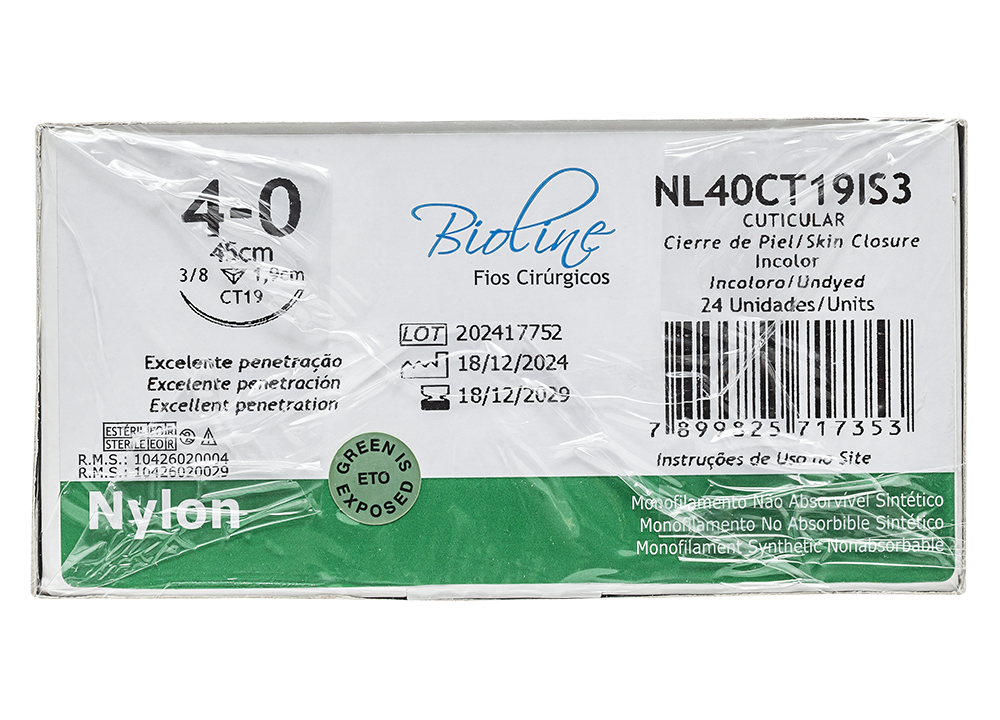 4-0
45cm
3/8 1,9cm
CT19
Excelente penetração
Excelente penetración
Excellent penetration
ESTÉRIL EO R
STERILE EO R
R.M.S.: 10426020004
R.M.S.: 10426020029
Nylon
Bioline
Fios Cirúrgicos
LOT 202417752
18/12/2024
18/12/2029
GREEN IS
ETO
EXPOSED
NL40CT19IS3
CUTICULAR
Cierre de Piel/Skin Closure
Incolor
Incoloro/Undyed
24 Unidades/Units
7 899825 717353
Instruções de Uso no Site
Monofilamento Não Absorvível Sintético
Monofilamento No Absorbible Sintético
Monofilament Synthetic Nonabsorbable